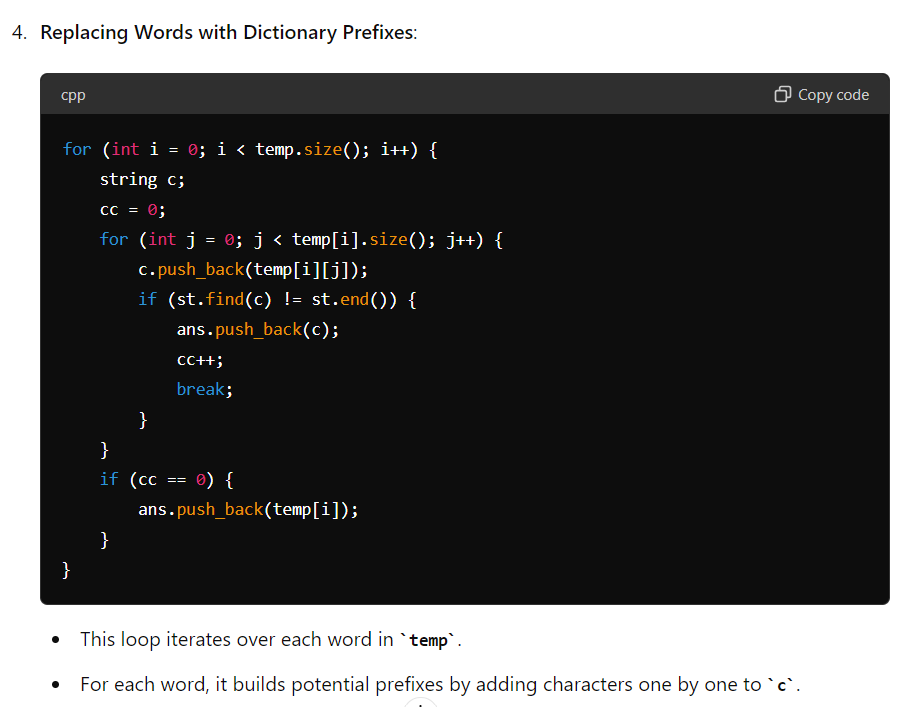 4. Replacing Words with Dictionary Prefixes:
cpp Copy code
for (int i = 0; i < temp.size(); i++) {
    string c;
    cc = 0;
    for (int j = 0; j < temp[i].size(); j++) {
        c.push_back(temp[i][j]);
        if (st.find(c) != st.end()) {
            ans.push_back(c);
            cc++;
            break;
        }
    }
    if (cc == 0) {
        ans.push_back(temp[i]);
    }
}
• This loop iterates over each word in `temp`.
• For each word, it builds potential prefixes by adding characters one by one to `c`.